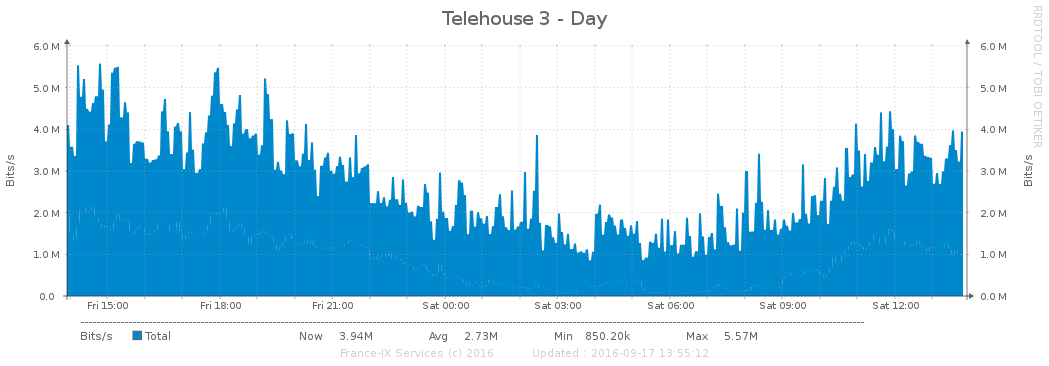 Telehouse 3 - Day
RRDTOOL / TOBI OETIKER
6.0 M 6.0 M
5.0 M 5.0 M
4.0 M 4.0 M
3.0 M 3.0 M
2.0 M 2.0 M
1.0 M 1.0 M
0.0 0.0 M
Bits/s
Bits/s
Fri 15:00 Fri 18:00 Fri 21:00 Sat 00:00 Sat 03:00 Sat 06:00 Sat 09:00 Sat 12:00
Bits/s Total Now 3.94M Avg 2.73M Min 850.20k Max 5.57M
France-IX Services (c) 2016 Updated : 2016-09-17 13:55:12